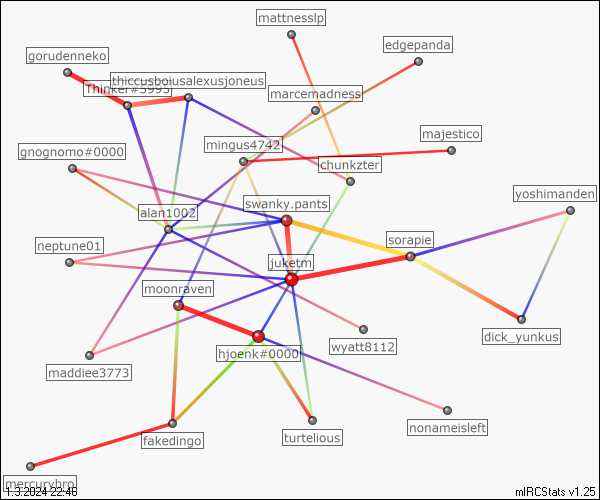 mattnesslp
edgepanda
gorudenneko
thiccusboiusalexusjoneus
Thinker#5995
marcemadness
majestico
mingus4742
gnognomo#0000
chunkzter
yoshimanden
swanky.pants
alan1002
sorapie
neptune01
juketm
moonraven
dick_yunkus
wyatt8112
hjoenk#0000
maddiee3773
nonameisleft
turtelious
fakedingo
mercurybro
1.3.2024 22:46
mIRCStats v1.25